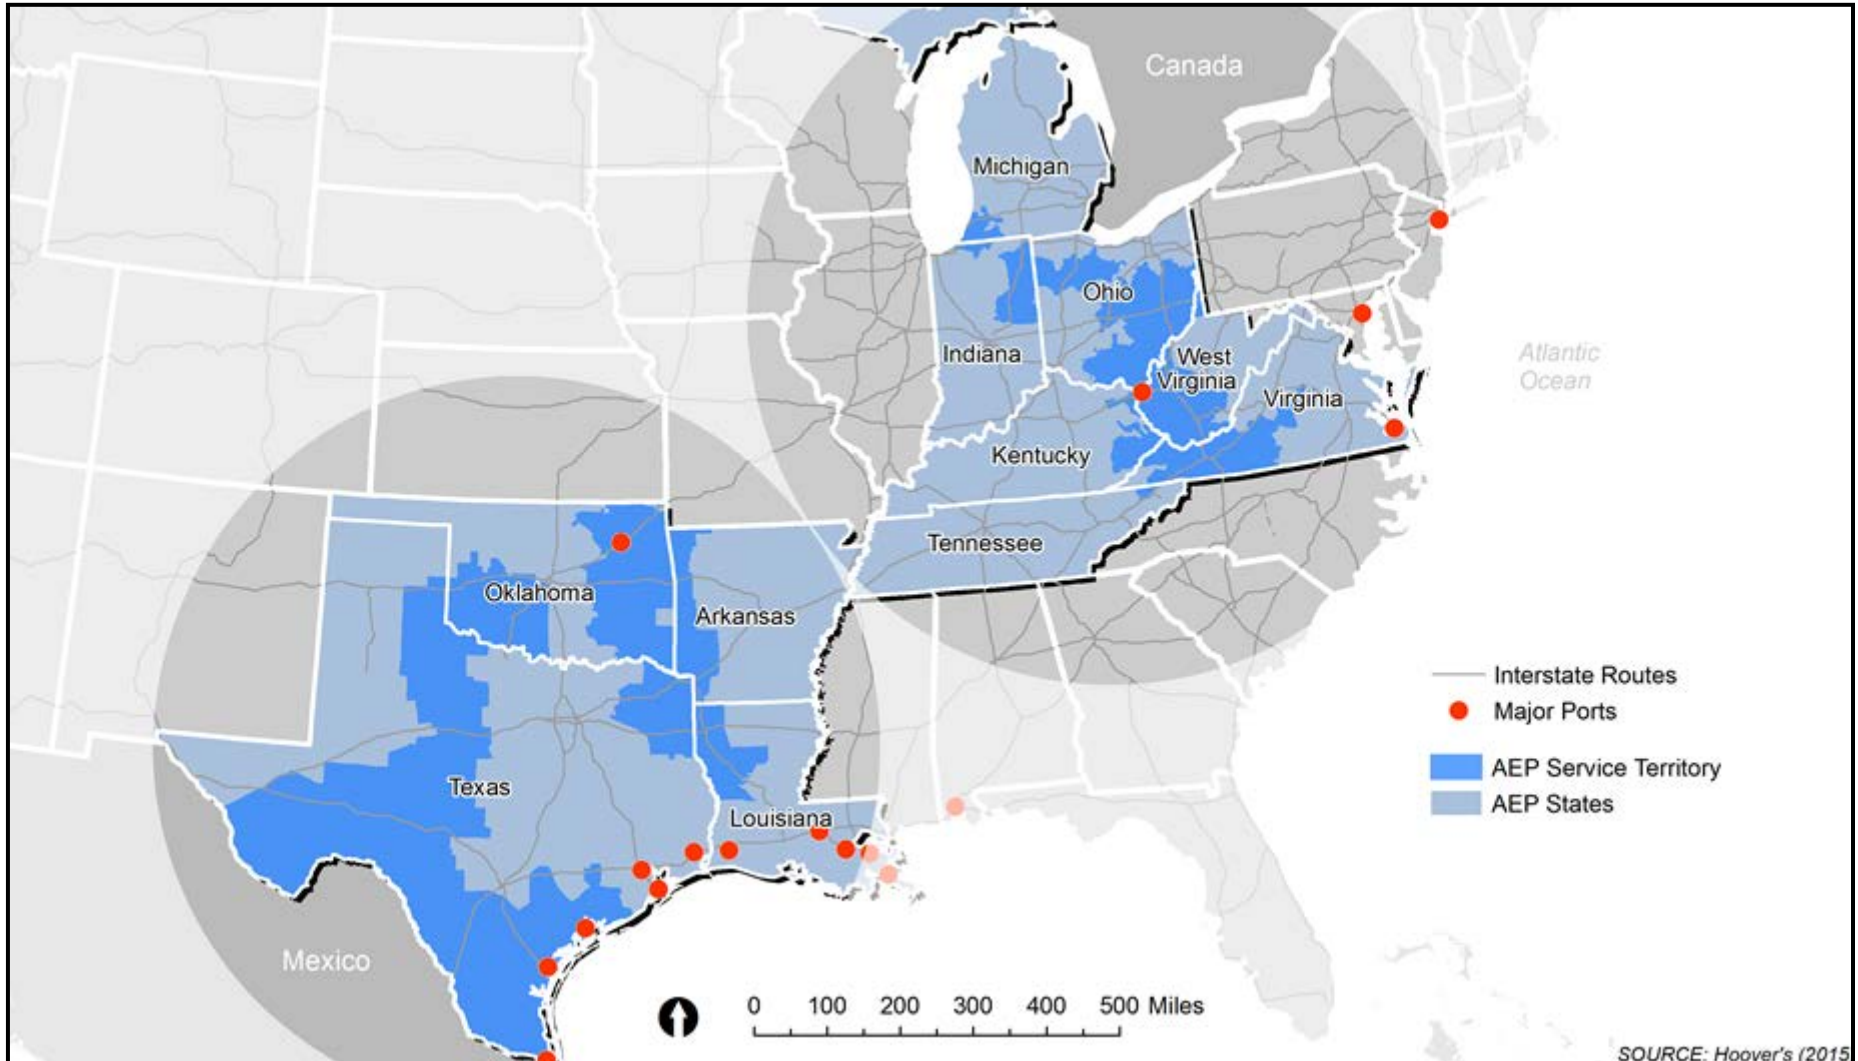 Canada
Michigan
Ohio
Indiana
West
Virginia
Virginia
Atlantic
Ocean
Kentucky
Tennessee
Oklahoma
Arkansas
Texas
Louisiana
Mexico
Interstate Routes
Major Ports
AEP Service Territory
AEP States
0 100 200 300 400 500 Miles
SOURCE: Hoover's (2015